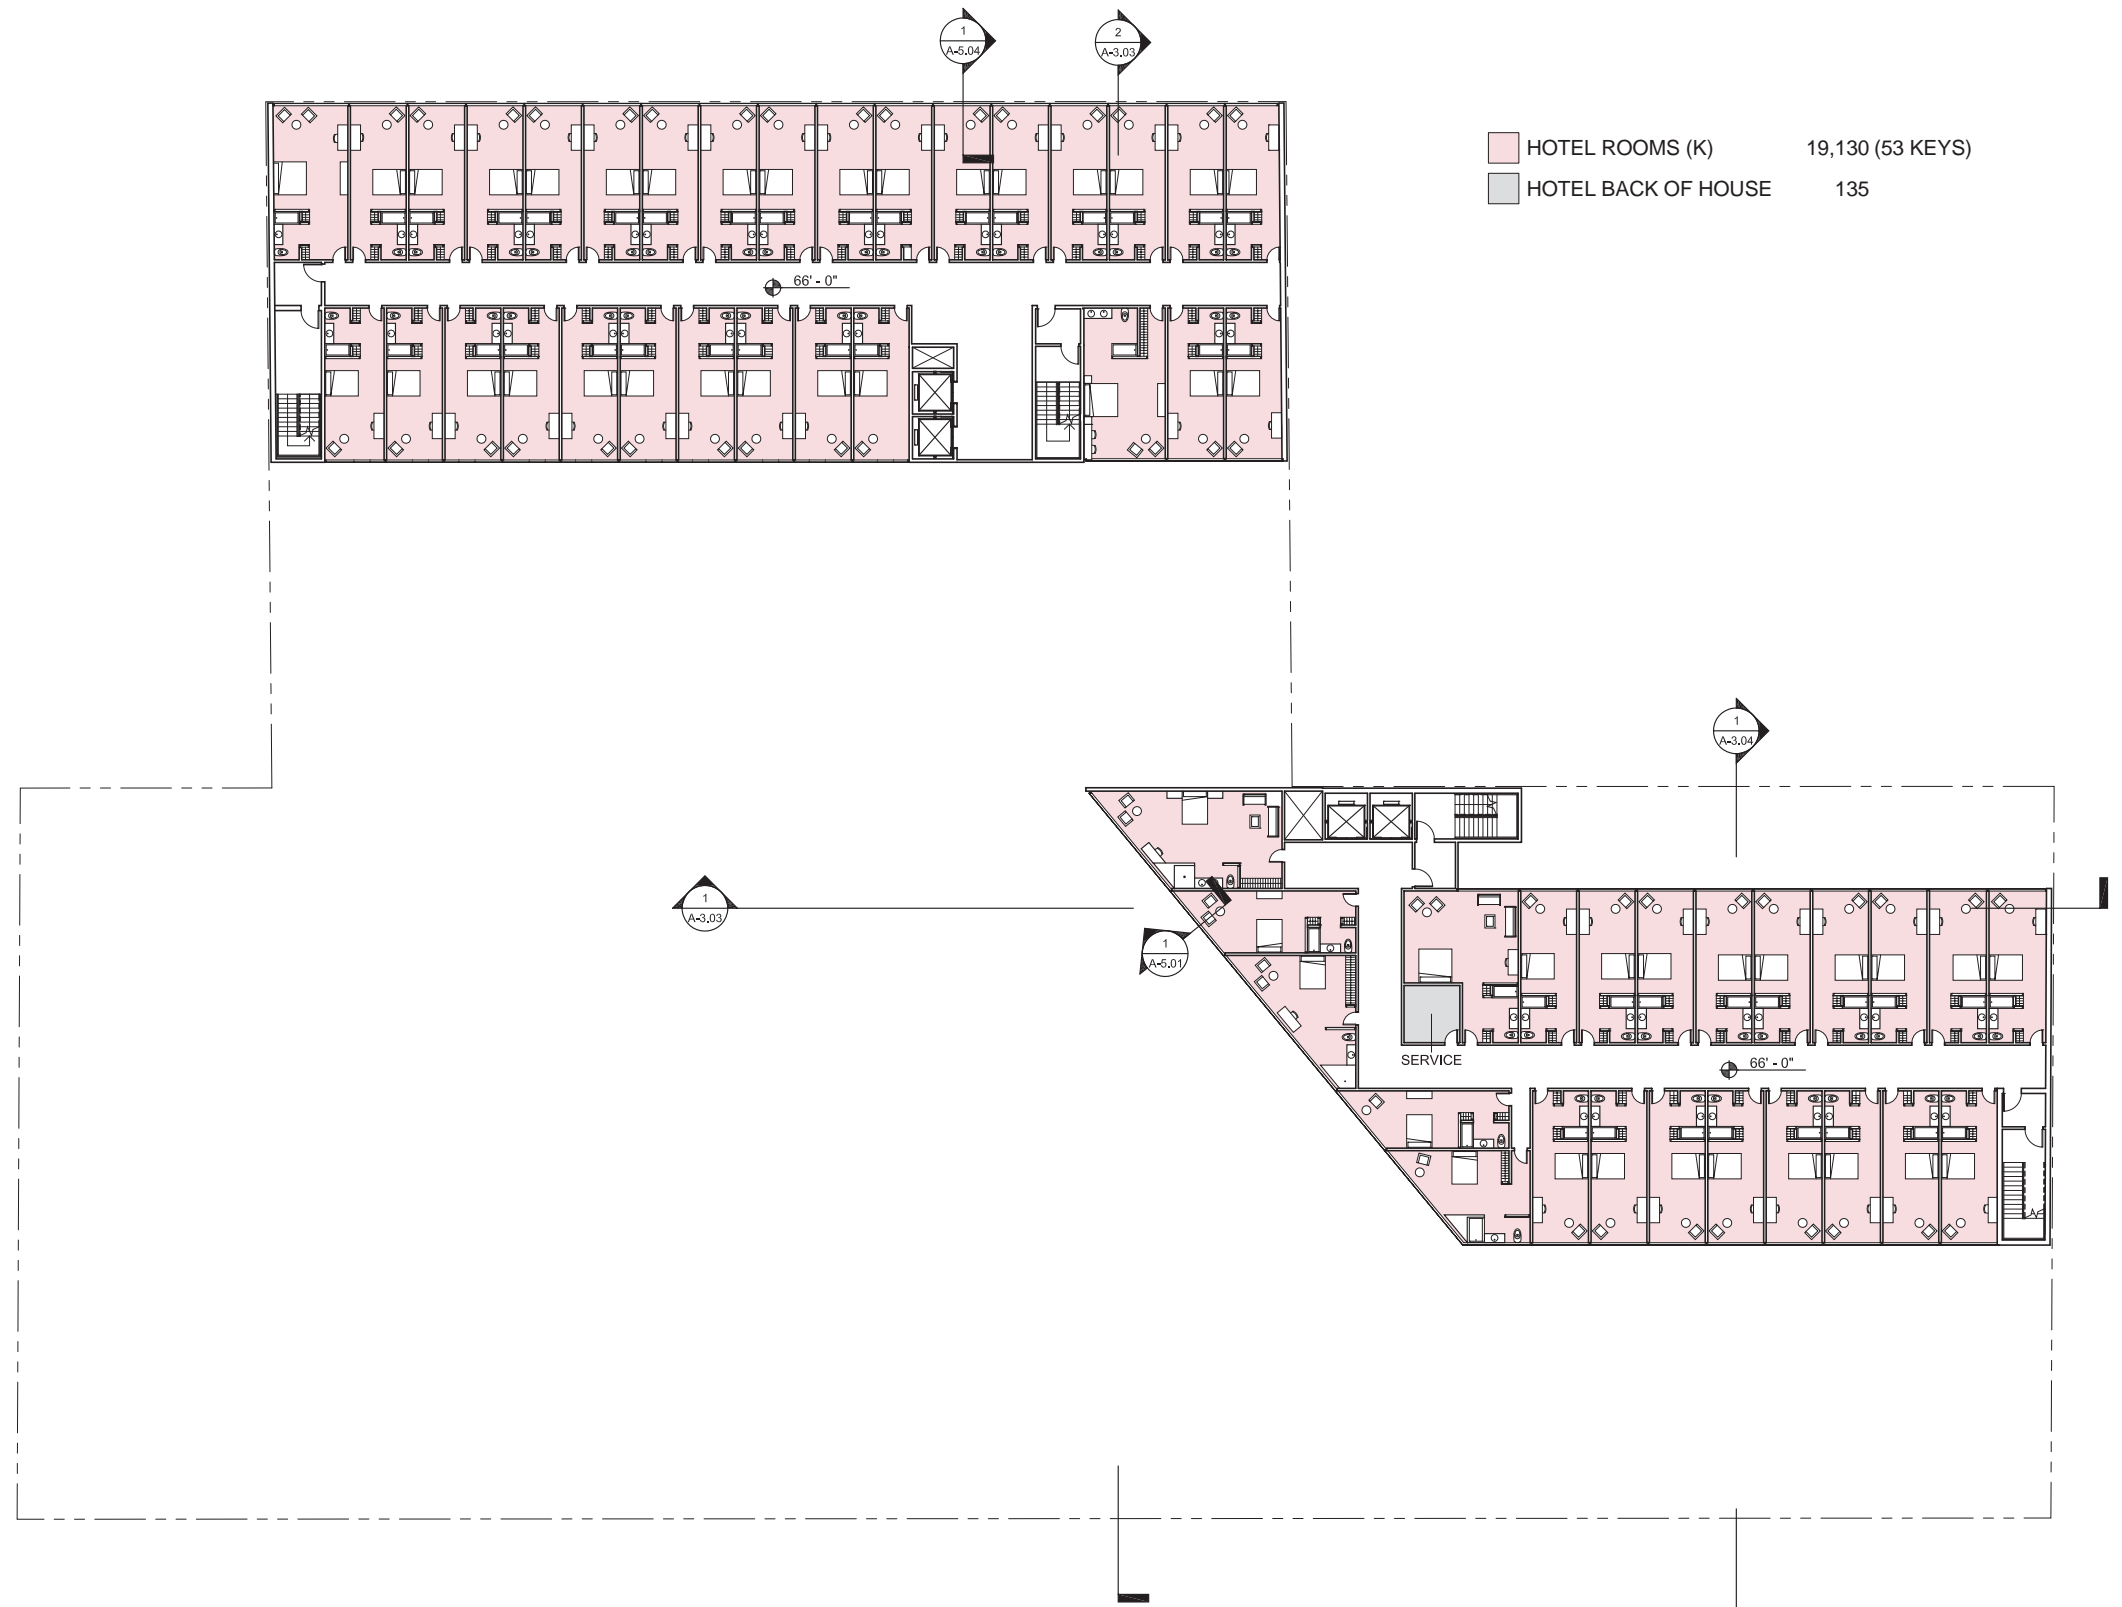 1
A-5.04
2
A-3.03
HOTEL ROOMS (K) 19,130 (53 KEYS)
HOTEL BACK OF HOUSE 135
66' - 0"
1
A-3.04
1
A-3.03
1
A-5.01
SERVICE
66' - 0"